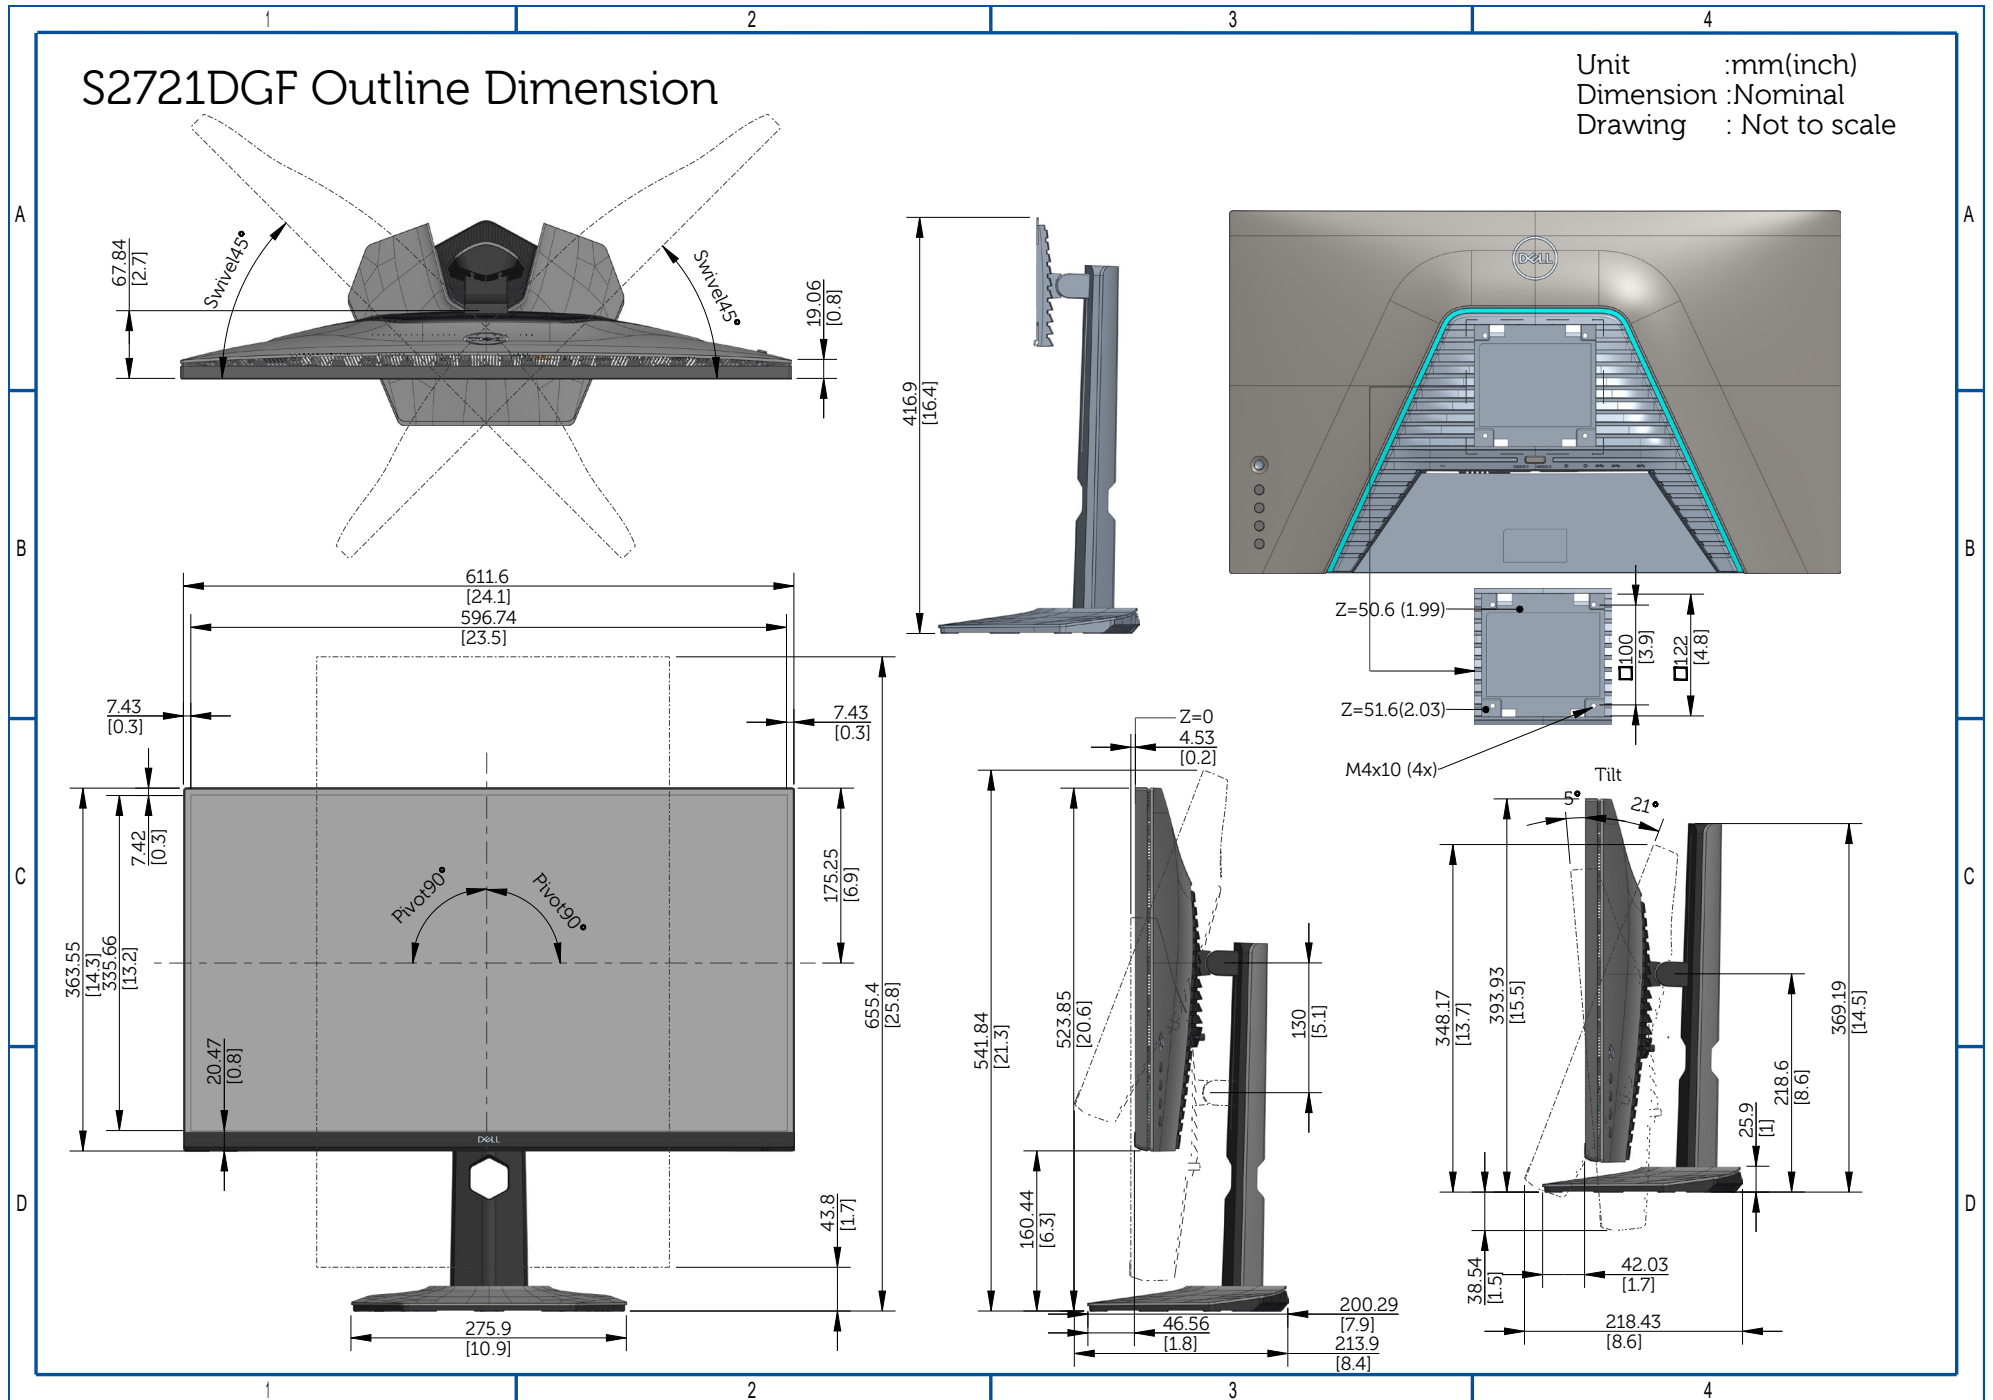 1 2 3 4
S2721DGF Outline Dimension
Unit :mm(inch)
Dimension :Nominal
Drawing : Not to scale
A
A
67.84
[2.7]
Swivel45°
Swivel45°
19.06
[0.8]
416.9
[16.4]
DELL
B
B
611.6
[24.1]
596.74
[23.5]
Z=50.6 (1.99)
□100
[3.9]
□122
[4.8]
Z=51.6(2.03)
M4x10 (4x)
7.43
[0.3]
7.43
[0.3]
Z=0
4.53
[0.2]
Tilt
5°
21°
C
C
363.55
[14.3]
335.66
[13.2]
7.42
[0.3]
Pivot90°
Pivot90°
175.25
[6.9]
655.4
[25.8]
541.84
[21.3]
523.85
[20.6]
130
[5.1]
348.17
[13.7]
393.93
[15.5]
369.19
[14.5]
218.6
[8.6]
25.9
[1]
20.47
[0.8]
DELL
D
D
43.8
[1.7]
160.44
[6.3]
38.54
[1.5]
42.03
[1.7]
218.43
[8.6]
275.9
[10.9]
200.29
[7.9]
46.56
[1.8]
213.9
[8.4]
1 2 3 4